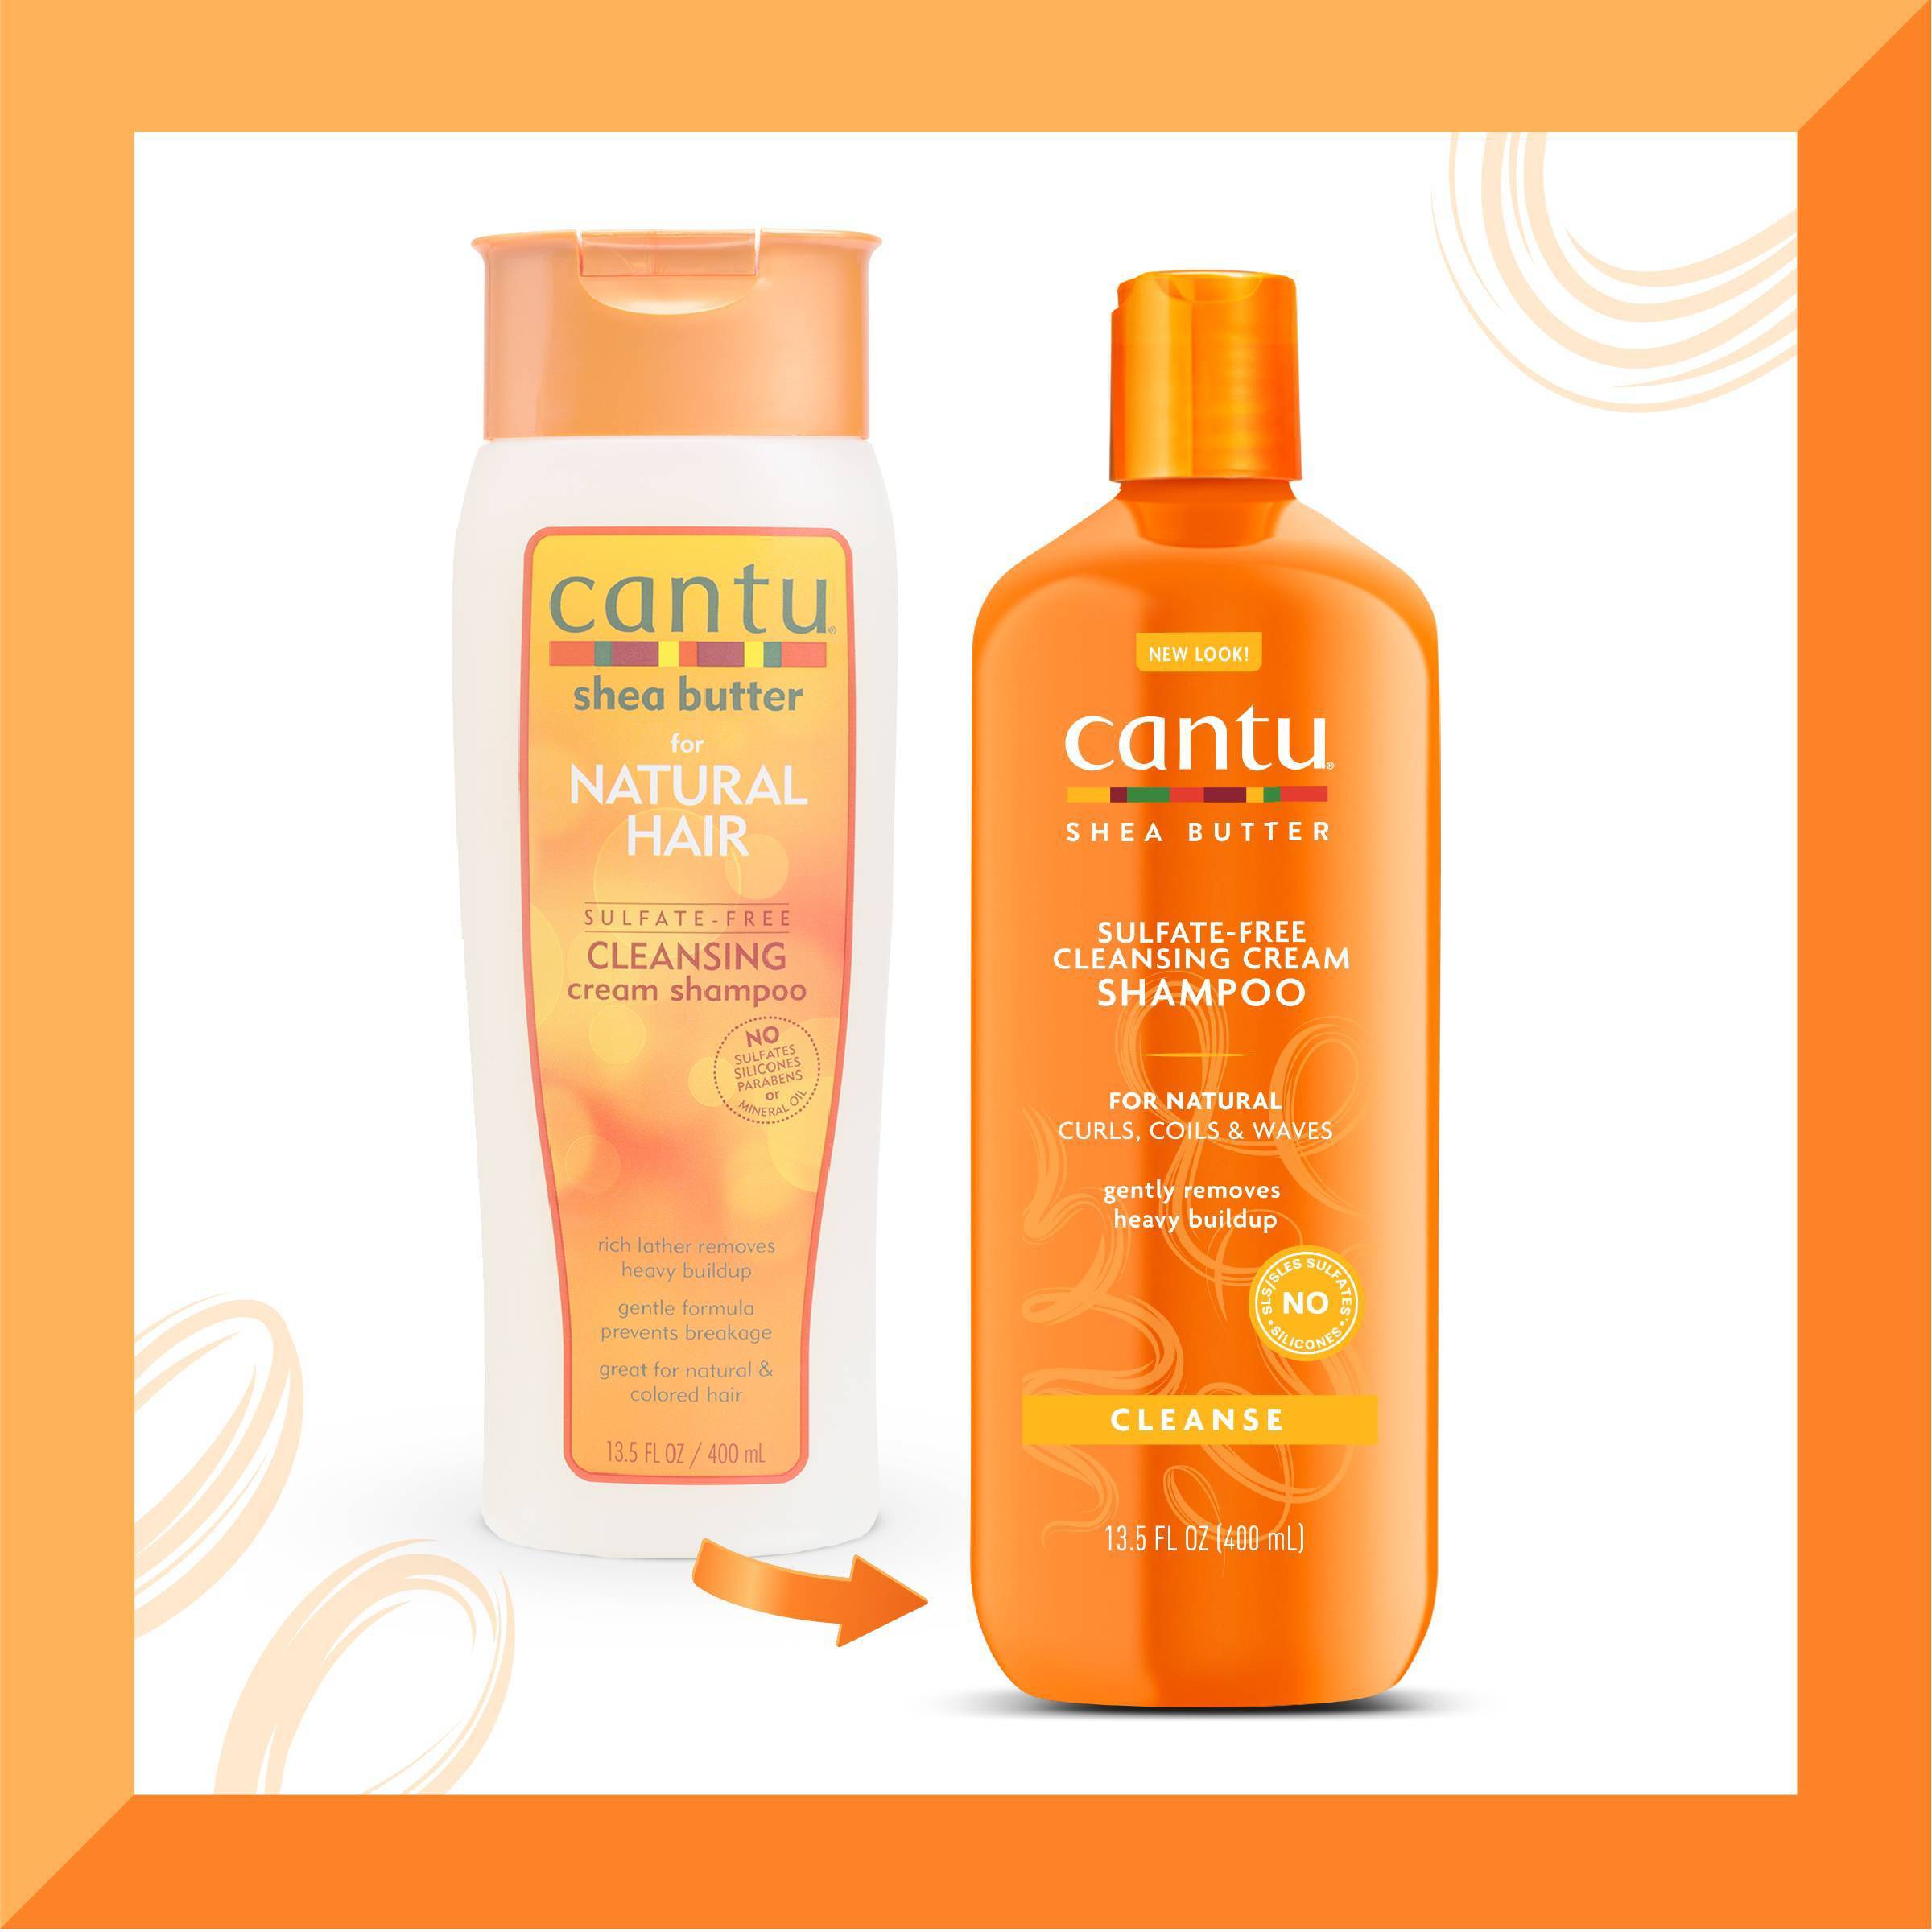 cantu®
shea butter
for
NATURAL
HAIR
SULFATE-FREE
CLEANSING
cream shampoo
NO
SULFATES
SILICONES
PARABENS
or
MINERAL OIL
rich lather removes
heavy buildup
gentle formula
prevents breakage
great for natural &
colored hair
13.5 FL OZ / 400 mL
NEW LOOK!
cantu®
SHEA BUTTER
SULFATE-FREE
CLEANSING CREAM
SHAMPOO
FOR NATURAL
CURLS, COILS & WAVES
gently removes
heavy buildup
SLS/SLES SULFATES
NO
SILICONES
CLEANSE
13.5 FL OZ (400 mL)